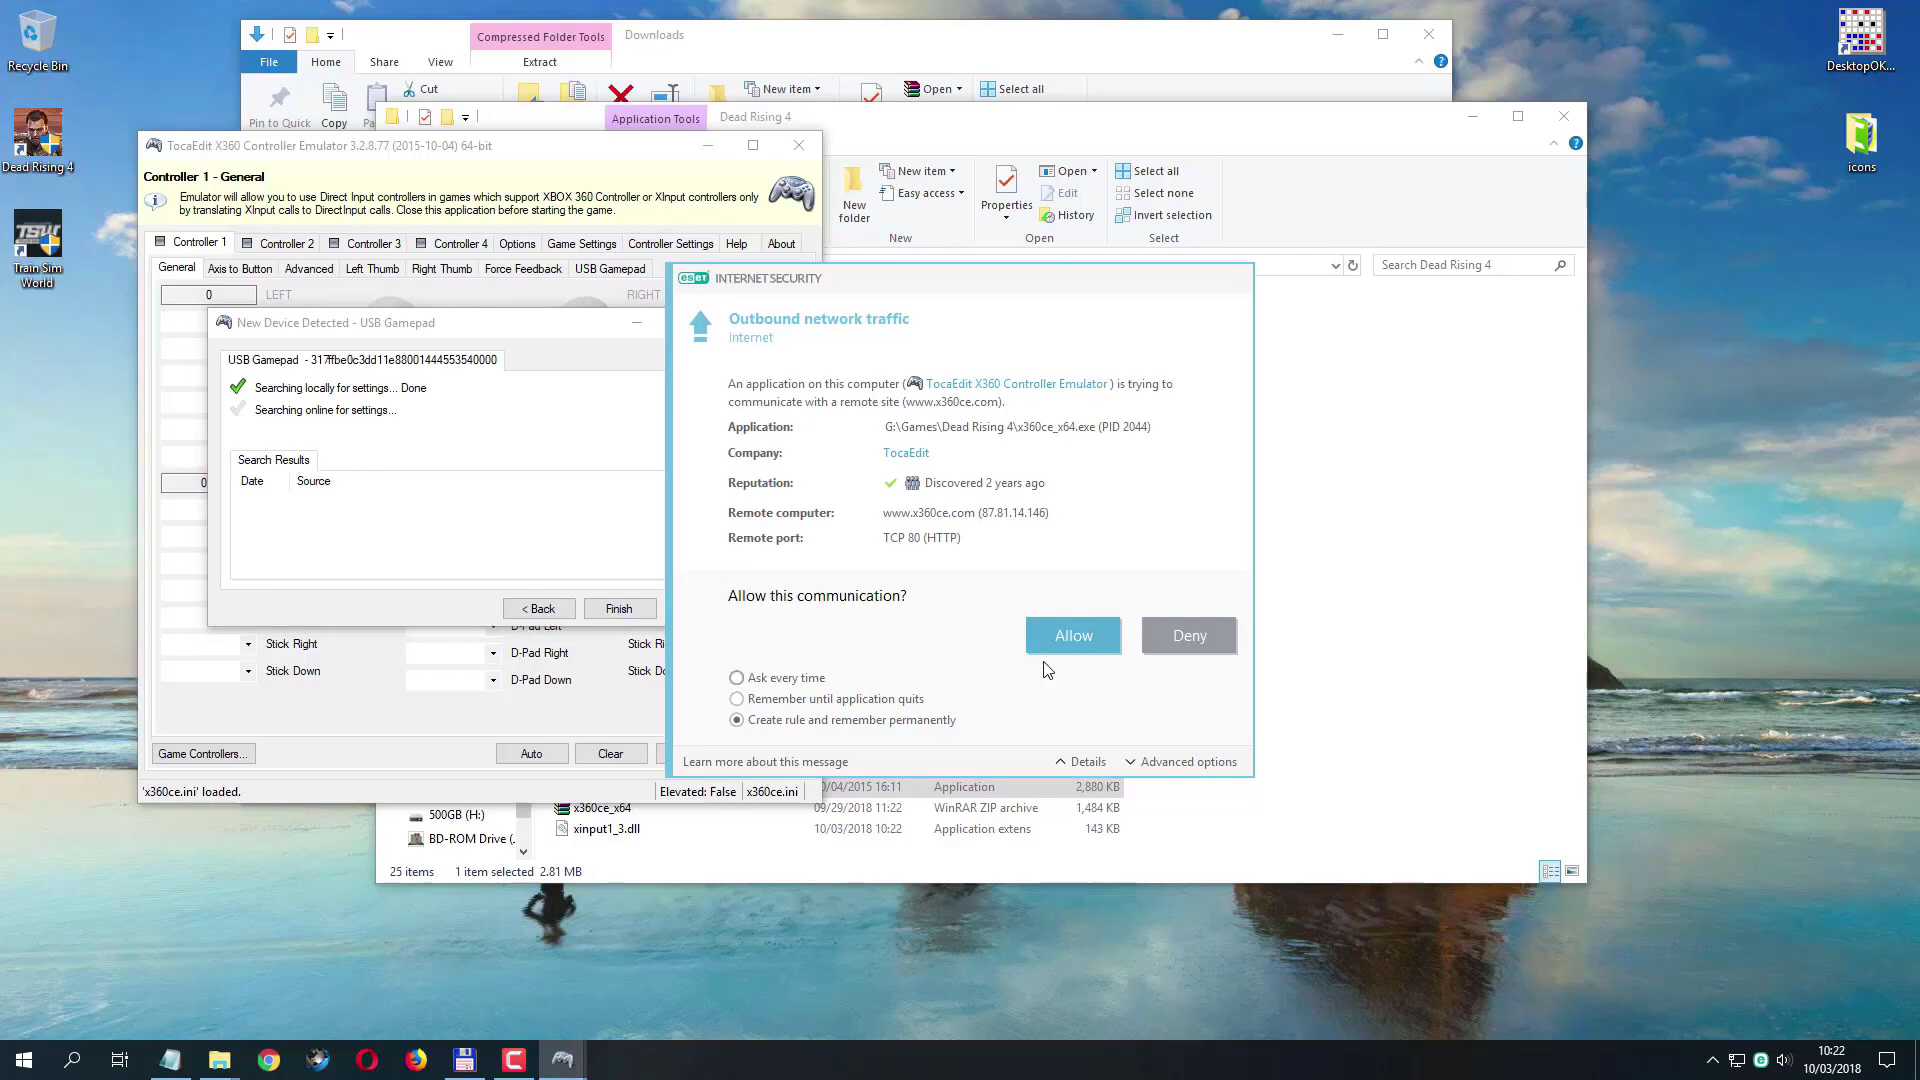 Recycle Bin
Dead Rising 4
Train Sim
World
DesktopOK...
icons
Compressed Folder Tools
Downloads
File
Home
Share
View
Extract
Pin to Quick
Copy
Cut
New item
Open
Select all
Application Tools
Dead Rising 4
New
folder
New item
Easy access
New
Properties
Open
Edit
History
Open
Select all
Select none
Invert selection
Select
Search Dead Rising 4
TocaEdit X360 Controller Emulator 3.2.8.77 (2015-10-04) 64-bit
Controller 1 - General
Emulator will allow you to use Direct Input controllers in games which support XBOX 360 Controller or XInput controllers only
by translating XInput calls to DirectInput calls. Close this application before starting the game.
Controller 1
Controller 2
Controller 3
Controller 4
Options
Game Settings
Controller Settings
Help
About
General
Axis to Button
Advanced
Left Thumb
Right Thumb
Force Feedback
USB Gamepad
0
LEFT
RIGHT
New Device Detected - USB Gamepad
USB Gamepad - 317ffbe0c3dd11e88001444553540000
Searching locally for settings... Done
Searching online for settings...
Search Results
Date
Source
0
< Back
Finish
D-Pad Left
Stick Right
D-Pad Right
Stick Ri
Stick Down
D-Pad Down
Stick Do
Game Controllers...
Auto
Clear
'x360ce.ini' loaded.
Elevated: False
x360ce.ini
eset INTERNET SECURITY
Outbound network traffic
Internet
An application on this computer ( TocaEdit X360 Controller Emulator ) is trying to
communicate with a remote site (www.x360ce.com).
Application: G:\Games\Dead Rising 4\x360ce_x64.exe (PID 2044)
Company: TocaEdit
Reputation: Discovered 2 years ago
Remote computer: www.x360ce.com (87.81.14.146)
Remote port: TCP 80 (HTTP)
Allow this communication?
Allow
Deny
Ask every time
Remember until application quits
Create rule and remember permanently
Learn more about this message
Details
Advanced options
0/04/2015 16:11 Application 2,880 KB
x360ce_x64 09/29/2018 11:22 WinRAR ZIP archive 1,484 KB
xinput1_3.dll 10/03/2018 10:22 Application extens 143 KB
500GB (H:)
BD-ROM Drive (.
25 items
1 item selected 2.81 MB
10:22
10/03/2018